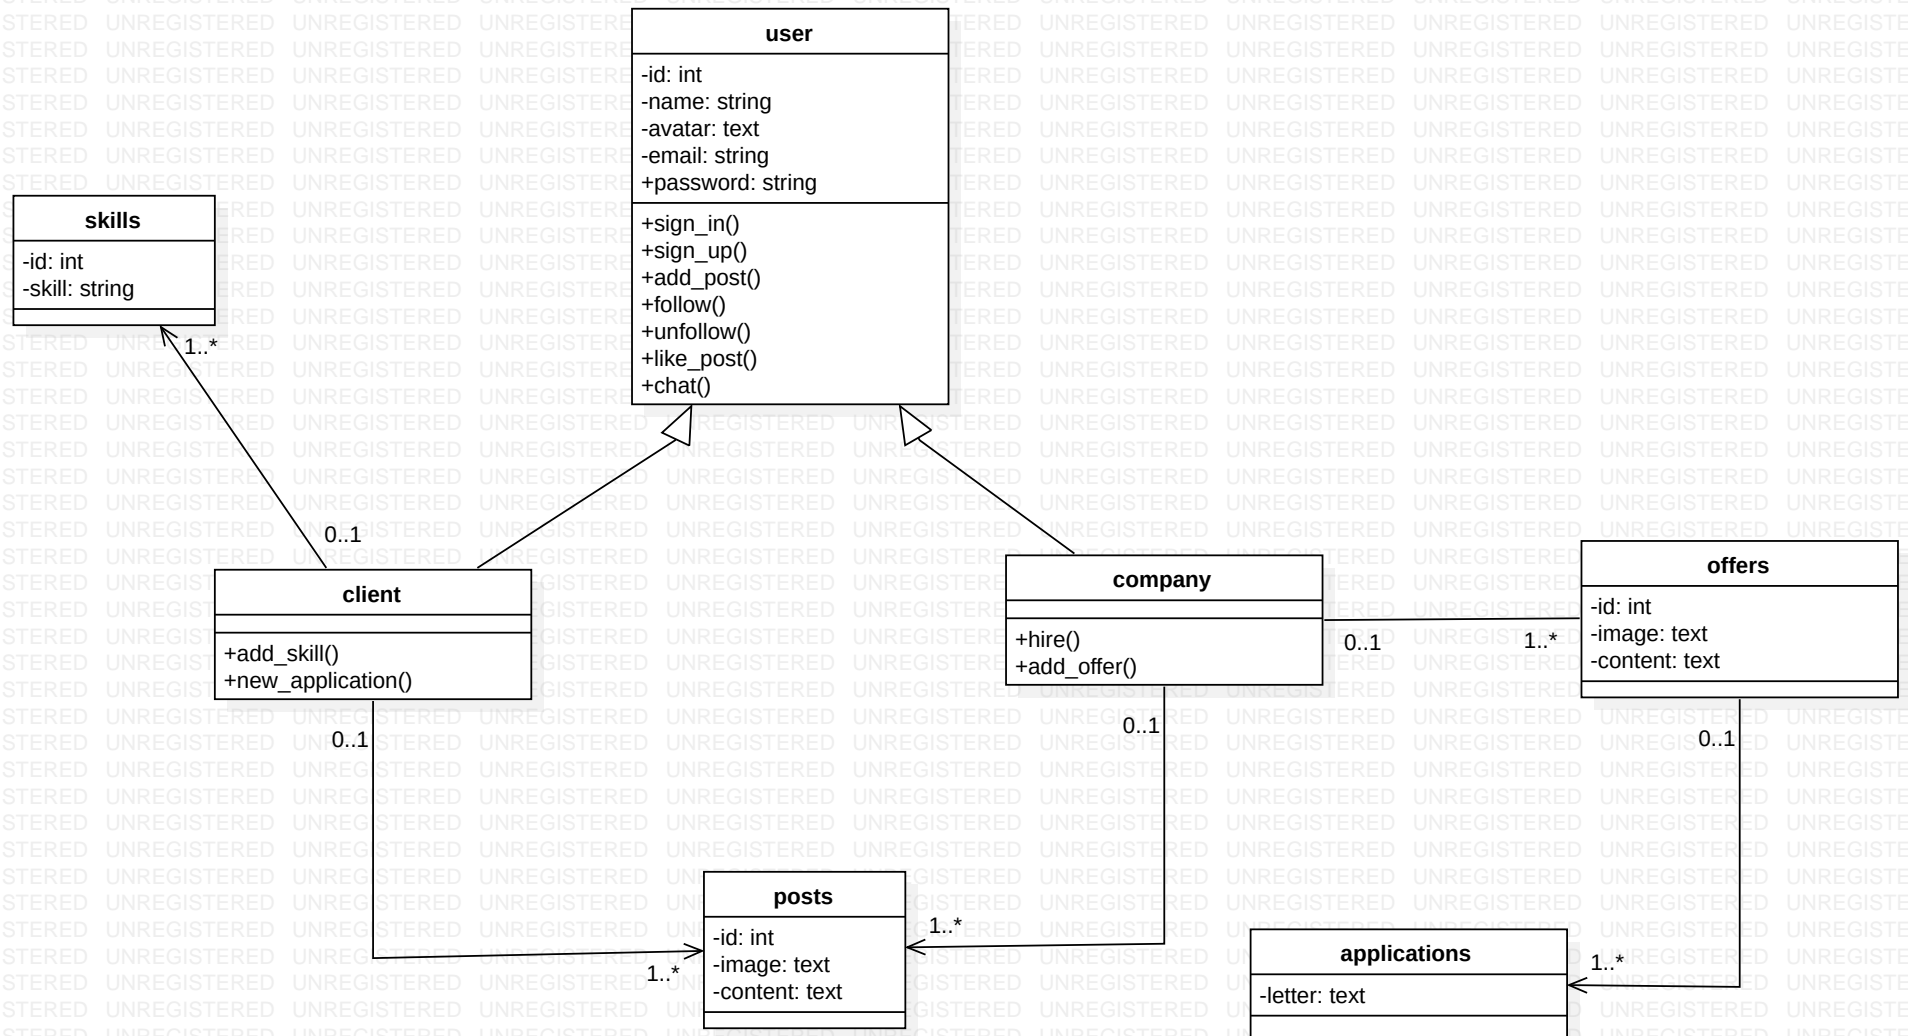 user
-id: int
-name: string
-avatar: text
-email: string
+password: string
+sign_in()
+sign_up()
+add_post()
+follow()
+unfollow()
+like_post()
+chat()
skills
-id: int
-skill: string
1..*
0..1
client
+add_skill()
+new_application()
0..1
company
+hire()
+add_offer()
0..1
1..*
0..1
offers
-id: int
-image: text
-content: text
0..1
posts
-id: int
-image: text
-content: text
1..*
1..*
applications
-letter: text
1..*
UNREGISTERED